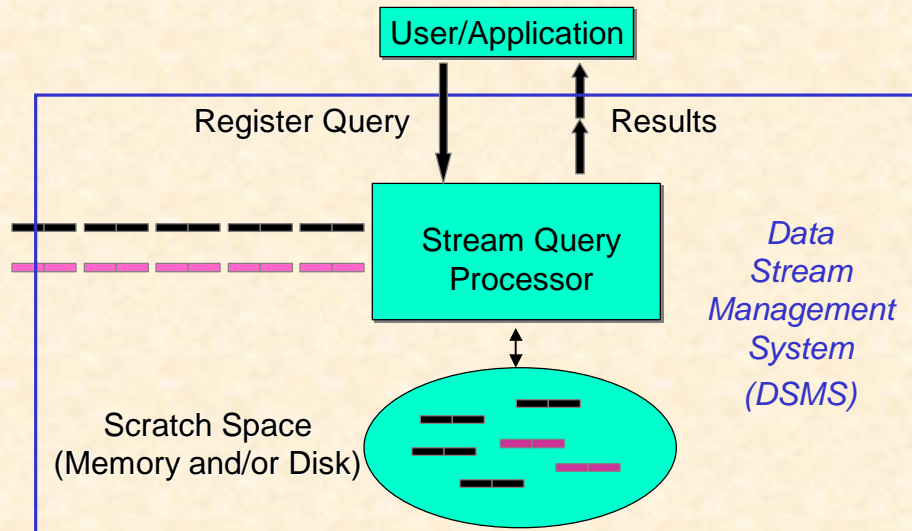 User/Application
Register Query
Results
Stream Query
Processor
Data
Stream
Management
System
(DSMS)
Scratch Space
(Memory and/or Disk)